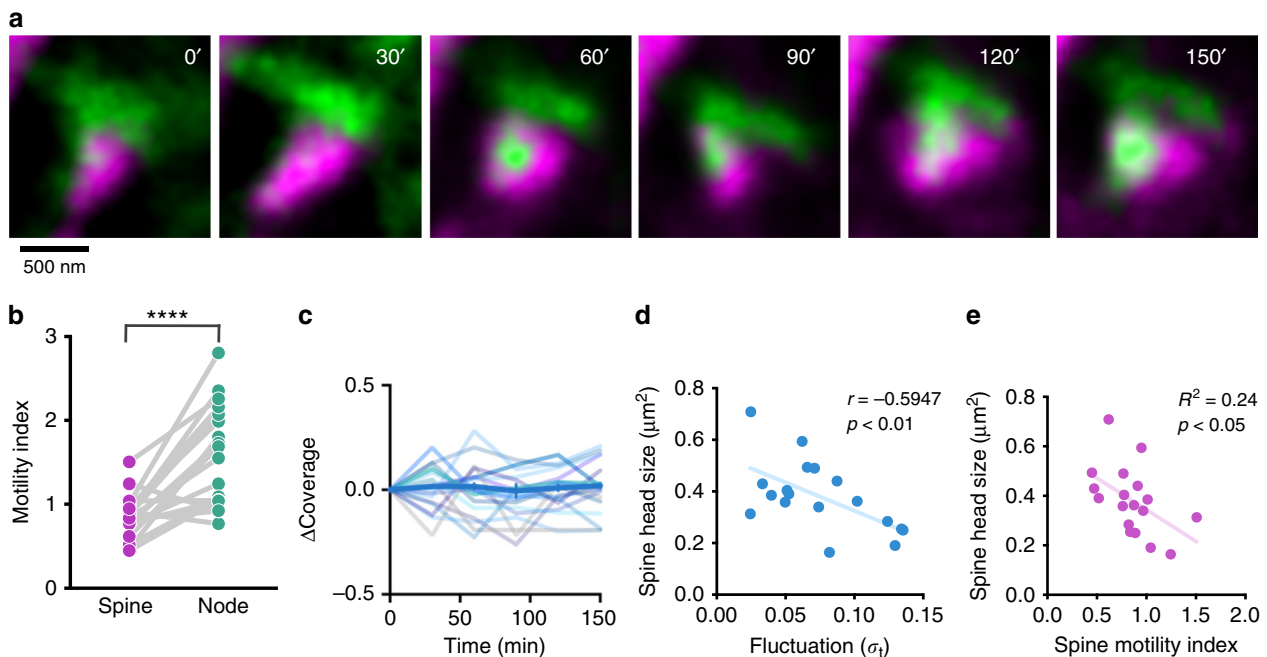 a
0′ 30′ 60′ 90′ 120′ 150′
500 nm
b
****
Motility index
3
2
1
0
Spine Node
c
ΔCoverage
0.5
0.0
−0.5
0 50 100 150
Time (min)
d
Spine head size (μm²)
0.8
0.6
0.4
0.2
0.0
r = −0.5947
p < 0.01
0.00 0.05 0.10 0.15
Fluctuation (σt)
e
Spine head size (μm²)
0.8
0.6
0.4
0.2
0.0
R² = 0.24
p < 0.05
0.0 0.5 1.0 1.5 2.0
Spine motility index